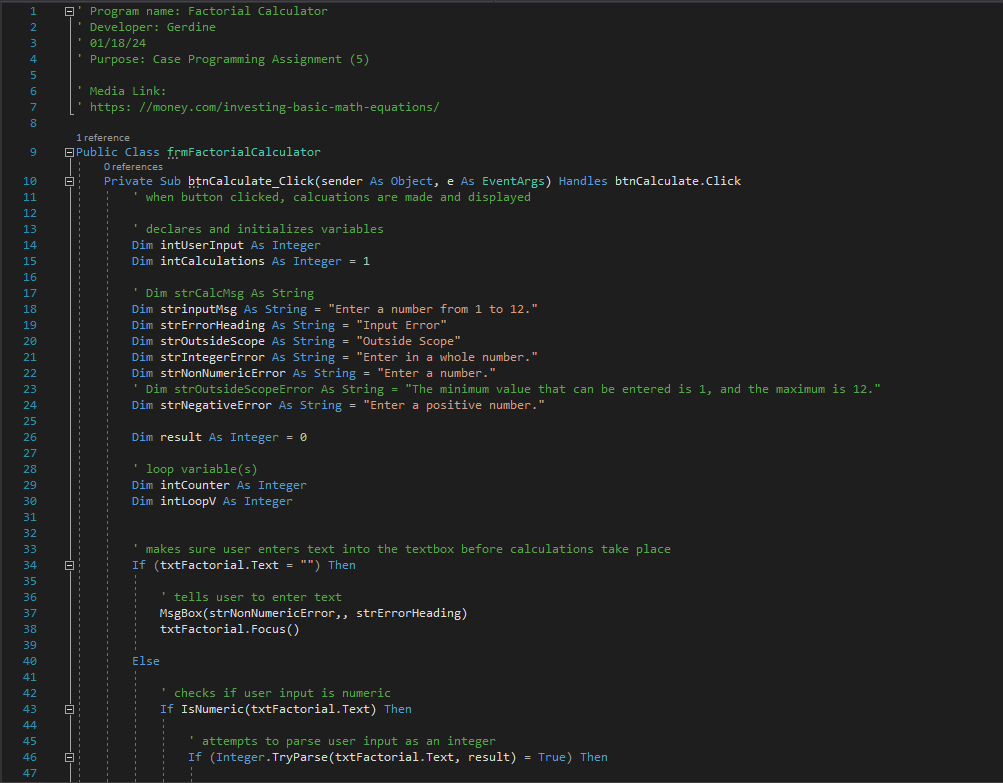 1 ' Program name: Factorial Calculator
2 ' Developer: Gerdine
3 ' 01/18/24
4 ' Purpose: Case Programming Assignment (5)
5
6 ' Media Link:
7 ' https: //money.com/investing-basic-math-equations/
8
1 reference
9 Public Class frmFactorialCalculator
0 references
10 Private Sub btnCalculate_Click(sender As Object, e As EventArgs) Handles btnCalculate.Click
11 ' when button clicked, calcuations are made and displayed
12
13 ' declares and initializes variables
14 Dim intUserInput As Integer
15 Dim intCalculations As Integer = 1
16
17 ' Dim strCalcMsg As String
18 Dim strinputMsg As String = "Enter a number from 1 to 12."
19 Dim strErrorHeading As String = "Input Error"
20 Dim strOutsideScope As String = "Outside Scope"
21 Dim strIntegerError As String = "Enter in a whole number."
22 Dim strNonNumericError As String = "Enter a number."
23 ' Dim strOutsideScopeError As String = "The minimum value that can be entered is 1, and the maximum is 12."
24 Dim strNegativeError As String = "Enter a positive number."
25
26 Dim result As Integer = 0
27
28 ' loop variable(s)
29 Dim intCounter As Integer
30 Dim intLoopV As Integer
31
32
33 ' makes sure user enters text into the textbox before calculations take place
34 If (txtFactorial.Text = "") Then
35
36 ' tells user to enter text
37 MsgBox(strNonNumericError,, strErrorHeading)
38 txtFactorial.Focus()
39
40 Else
41
42 ' checks if user input is numeric
43 If IsNumeric(txtFactorial.Text) Then
44
45 ' attempts to parse user input as an integer
46 If (Integer.TryParse(txtFactorial.Text, result) = True) Then
47